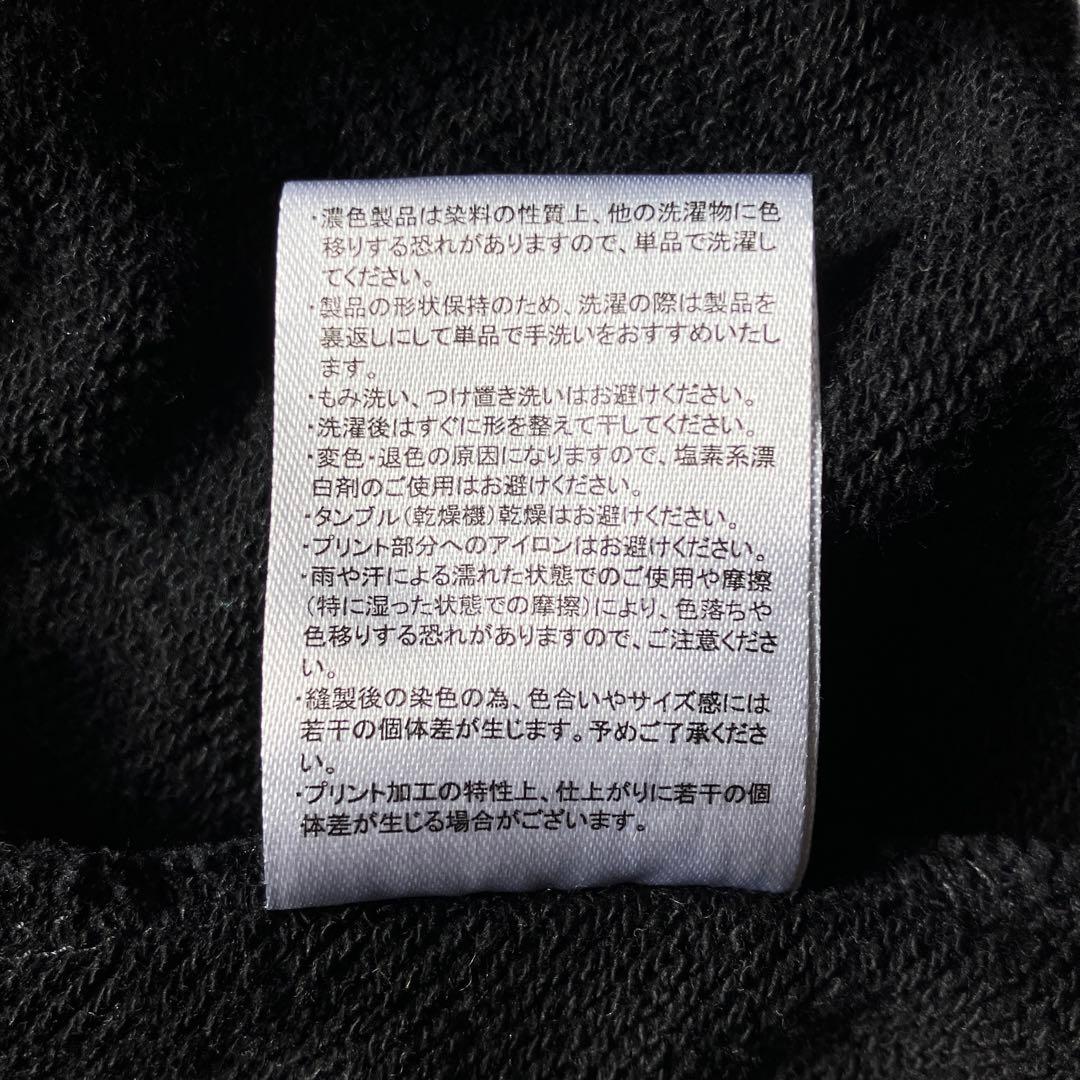 ・濃色製品は染料の性質上、他の洗濯物に色
移りする恐れがありますので、単品で洗濯し
てください。
・製品の形状保持のため、洗濯の際は製品を
裏返しにして単品で手洗いをおすすめいたし
ます。
・もみ洗い、つけ置き洗いはお避けください。
・洗濯後はすぐに形を整えて干してください。
・変色・退色の原因になりますので、塩素系漂
白剤のご使用はお避けください。
・タンブル（乾燥機）乾燥はお避けください。
・プリント部分へのアイロンはお避けください。
・雨や汗による濡れた状態でのご使用や摩擦
（特に湿った状態での摩擦）により、色落ちや
色移りする恐れがありますので、ご注意くださ
い。
・縫製後の染色の為、色合いやサイズ感には
若干の個体差が生じます。予めご了承くださ
い。
・プリント加工の特性上、仕上がりに若干の個
体差が生じる場合がございます。